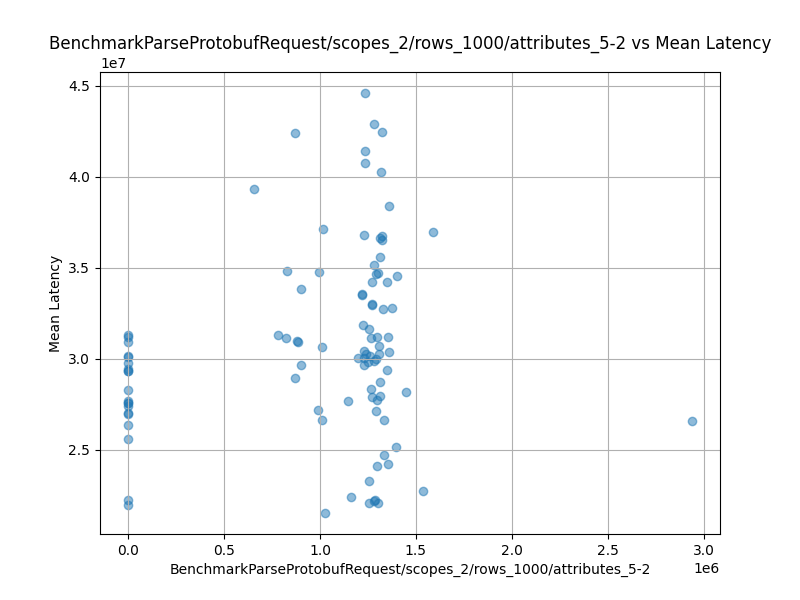 BenchmarkParseProtobufRequest/scopes_2/rows_1000/attributes_5-2 vs Mean Latency
1e7
4.5
4.0
3.5
3.0
2.5
Mean Latency
0.0 0.5 1.0 1.5 2.0 2.5 3.0
BenchmarkParseProtobufRequest/scopes_2/rows_1000/attributes_5-2
1e6